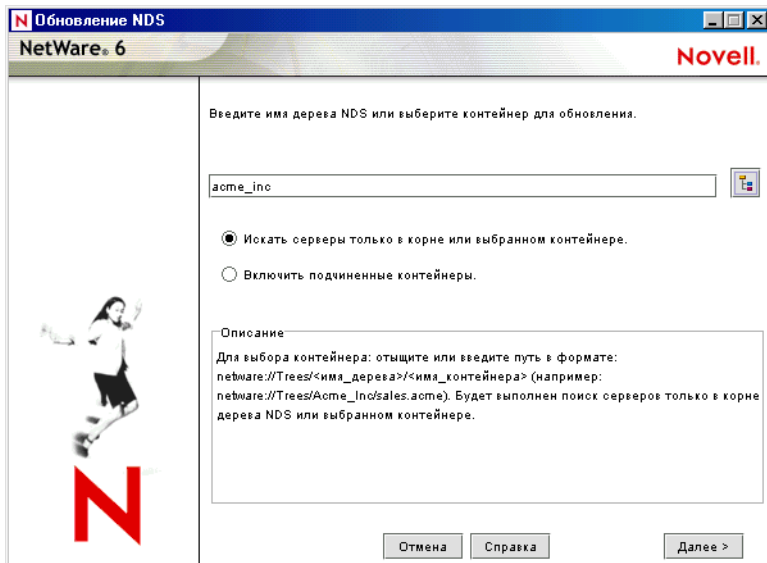 Обновление NDS
NetWare® 6
Novell.
Введите имя дерева NDS или выберите контейнер для обновления.
acme_inc
Искать серверы только в корне или выбранном контейнере.
Включить подчиненные контейнеры.
Описание
Для выбора контейнера: отыщите или введите путь в формате:
netware://Trees/<имя_дерева>/<имя_контейнера> (например:
netware://Trees/Acme_Inc/sales.acme). Будет выполнен поиск серверов только в корне
дерева NDS или выбранном контейнере.
Отмена
Справка
Далее >